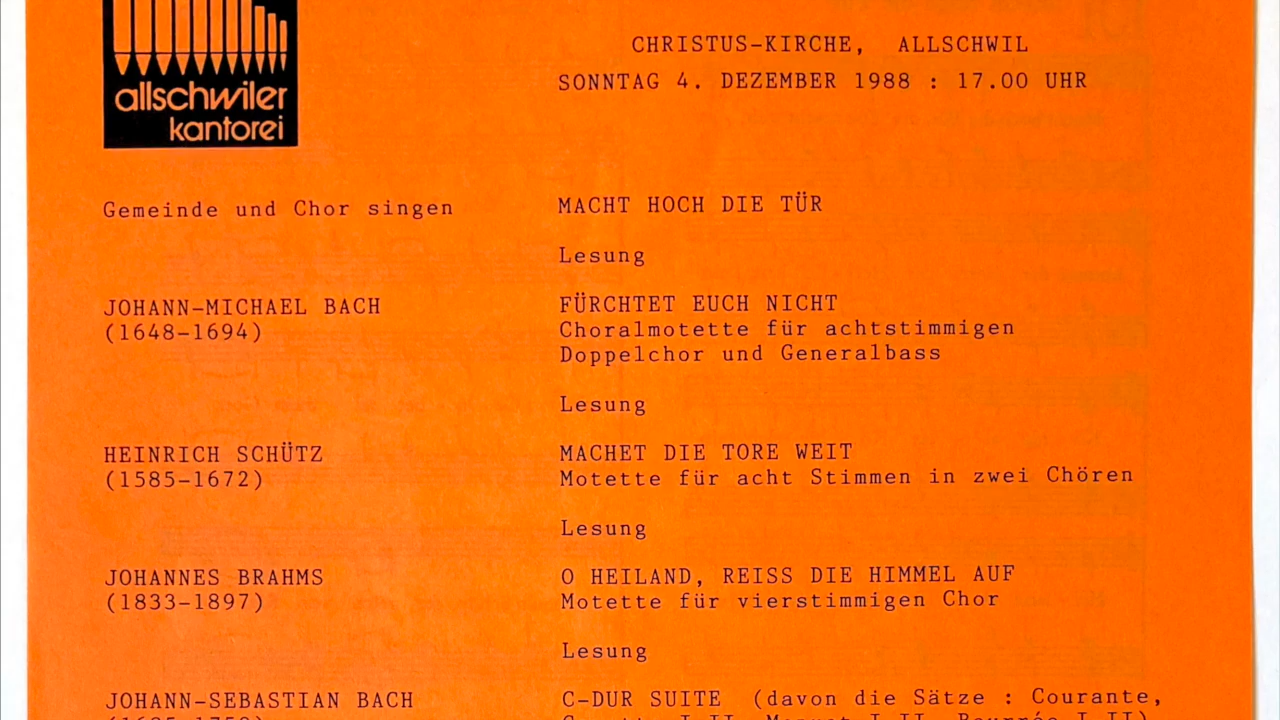 allschwiler
kantorei
CHRISTUS-KIRCHE, ALLSCHWIL
SONNTAG 4. DEZEMBER 1988 : 17.00 UHR
Gemeinde und Chor singen
MACHT HOCH DIE TÜR
Lesung
JOHANN-MICHAEL BACH
(1648-1694)
FÜRCHTET EUCH NICHT
Choralmotette für achtstimmigen
Doppelchor und Generalbass
Lesung
HEINRICH SCHÜTZ
(1585-1672)
MACHET DIE TORE WEIT
Motette für acht Stimmen in zwei Chören
Lesung
JOHANNES BRAHMS
(1833-1897)
O HEILAND, REISS DIE HIMMEL AUF
Motette für vierstimmigen Chor
Lesung
JOHANN-SEBASTIAN BACH
C-DUR SUITE (davon die Sätze : Courante,